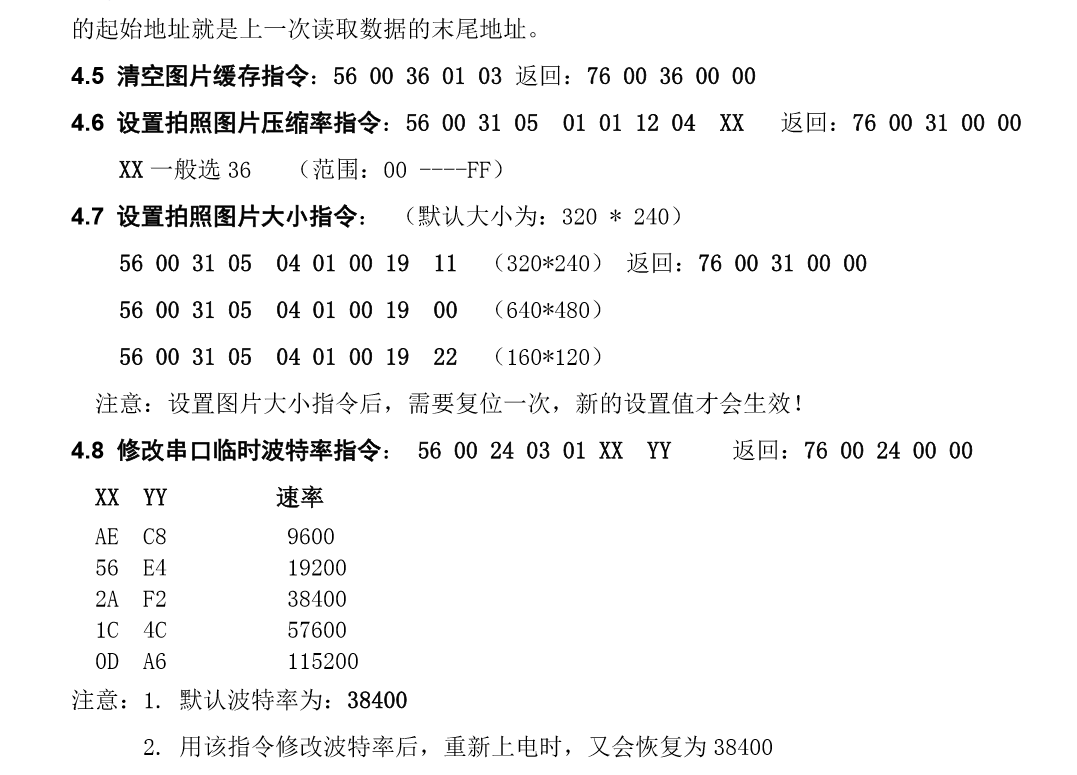 的起始地址就是上一次读取数据的末尾地址。
4.5 清空图片缓存指令：56 00 36 01 03 返回：76 00 36 00 00
4.6 设置拍照图片压缩率指令：56 00 31 05 01 01 12 04 XX 返回：76 00 31 00 00
XX 一般选 36 （范围：00 ----FF）
4.7 设置拍照图片大小指令： （默认大小为：320 * 240）
56 00 31 05 04 01 00 19 11 （320*240） 返回：76 00 31 00 00
56 00 31 05 04 01 00 19 00 （640*480）
56 00 31 05 04 01 00 19 22 （160*120）
注意：设置图片大小指令后，需要复位一次，新的设置值才会生效！
4.8 修改串口临时波特率指令： 56 00 24 03 01 XX YY 返回：76 00 24 00 00
XX YY 速率
AE C8 9600
56 E4 19200
2A F2 38400
1C 4C 57600
0D A6 115200
注意：1. 默认波特率为：38400
2. 用该指令修改波特率后，重新上电时，又会恢复为 38400